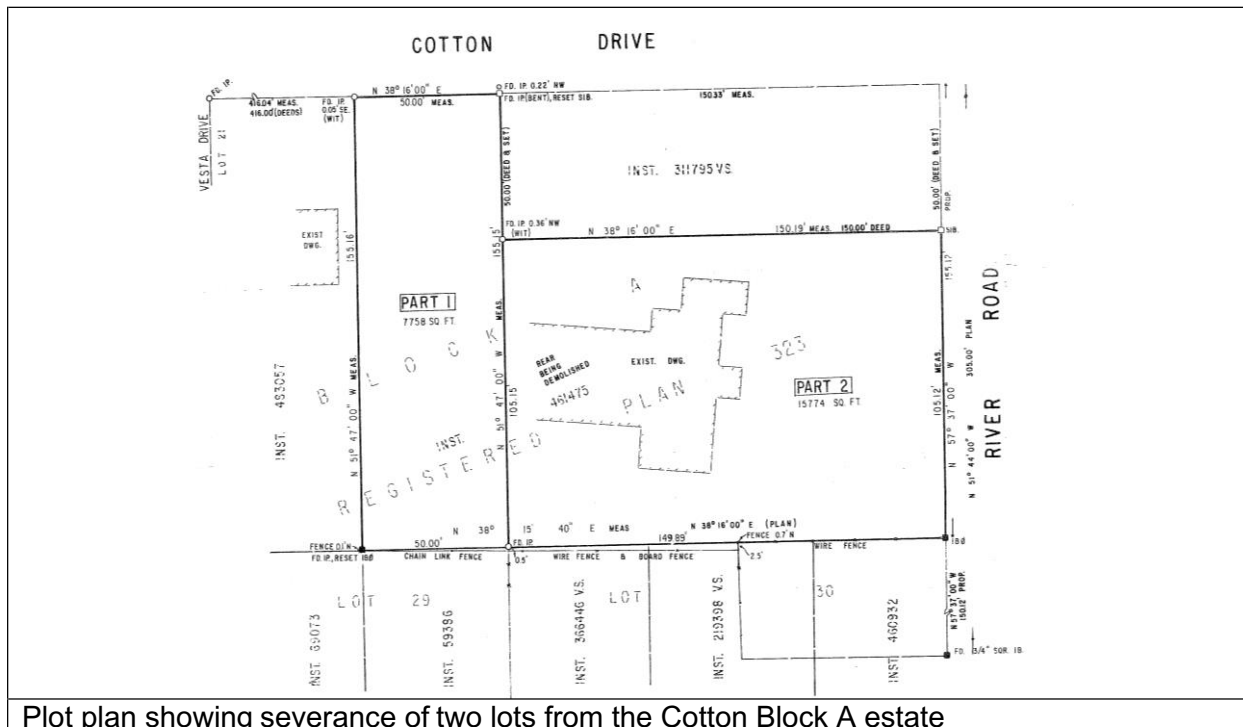 COTTON DRIVE
FD. IP.
416.04' MEAS.
416.00'(DEEDS)
FD. IP.
0.05' SE.
(WIT)
N 38° 16' 00" E
50.00' MEAS.
FD. IP. 0.22' NW
FD. IP.(BENT), RESET SIB.
150.33' MEAS.
VESTA DRIVE
LOT 21
50.00' (DEED & SET)
INST. 311795 VS.
50.00' (DEED & SET)
PROP.
EXIST
DWG.
155.16'
155.15'
FD. IP. 0.36' NW
(WIT)
N 38° 16' 00" E
150.19' MEAS. 150.00' DEED
SIB.
155.12'
PART 1
7758 SQ FT.
A
INST. 483057
BLOCK
N 51° 47' 00" W MEAS.
N 51° 47' 00" W MEAS.
105.15'
REAR
BEING
DEMOLISHED
EXIST. DWG.
461475
PLAN
323
PART 2
15774 SQ. FT.
105.12' MEAS.
N 57° 37' 00" W
305.00' PLAN
N 51° 44' 00" W
RIVER ROAD
INST.
REGISTERED
N 38° 15' 40" E MEAS
N 38° 16' 00" E (PLAN)
FENCE 0.1' N
50.00'
FD. IP.
149.89'
FENCE 0.7' N
IBØ
FD. IP., RESET IBØ
CHAIN LINK FENCE
0.5'
WIRE FENCE & BOARD FENCE
2.5'
WIRE FENCE
LOT 29
LOT 30
INST. 59386
INST. 366446 V.S.
INST. 219398 V.S.
INST. 460932
N 57° 37' 00" W
150.12' PROP.
FD. 3/4" SQR. IB.
Plot plan showing severance of two lots from the Cotton Block A estate